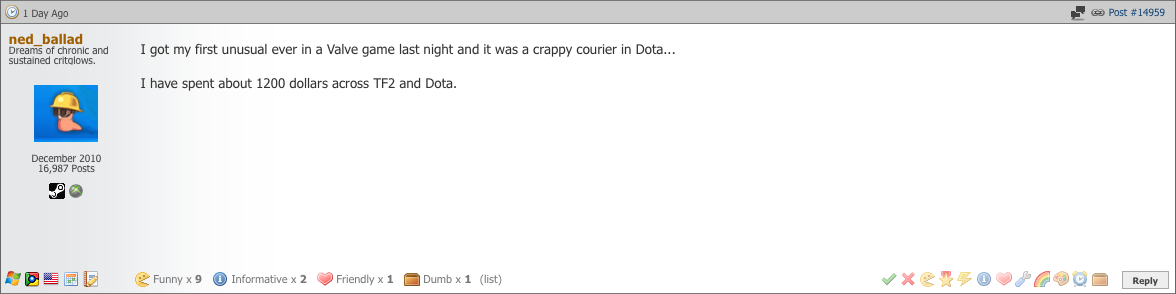 1 Day Ago
Post #14959
ned_ballad
Dreams of chronic and
sustained critglows.
I got my first unusual ever in a Valve game last night and it was a crappy courier in Dota...
I have spent about 1200 dollars across TF2 and Dota.
December 2010
16,987 Posts
Funny x 9 Informative x 2 Friendly x 1 Dumb x 1 (list)
Reply